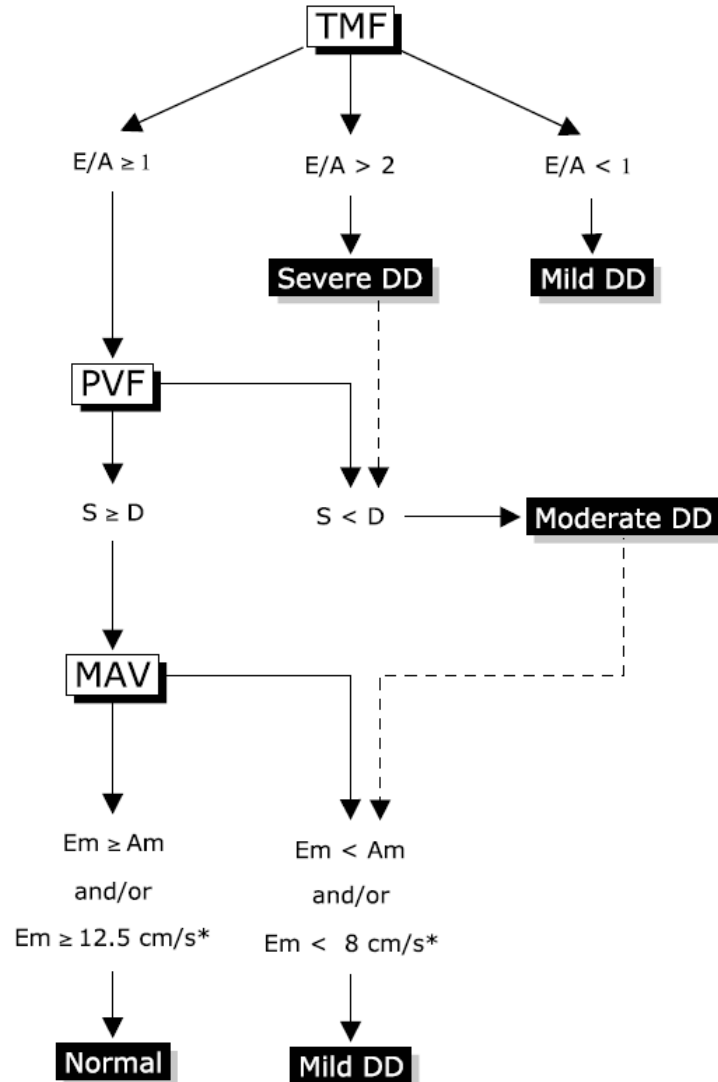 TMF
E/A ≥ 1
E/A > 2
E/A < 1
Severe DD
Mild DD
PVF
S ≥ D
S < D
Moderate DD
MAV
Em ≥ Am
and/or
Em ≥ 12.5 cm/s*
Em < Am
and/or
Em < 8 cm/s*
Normal
Mild DD